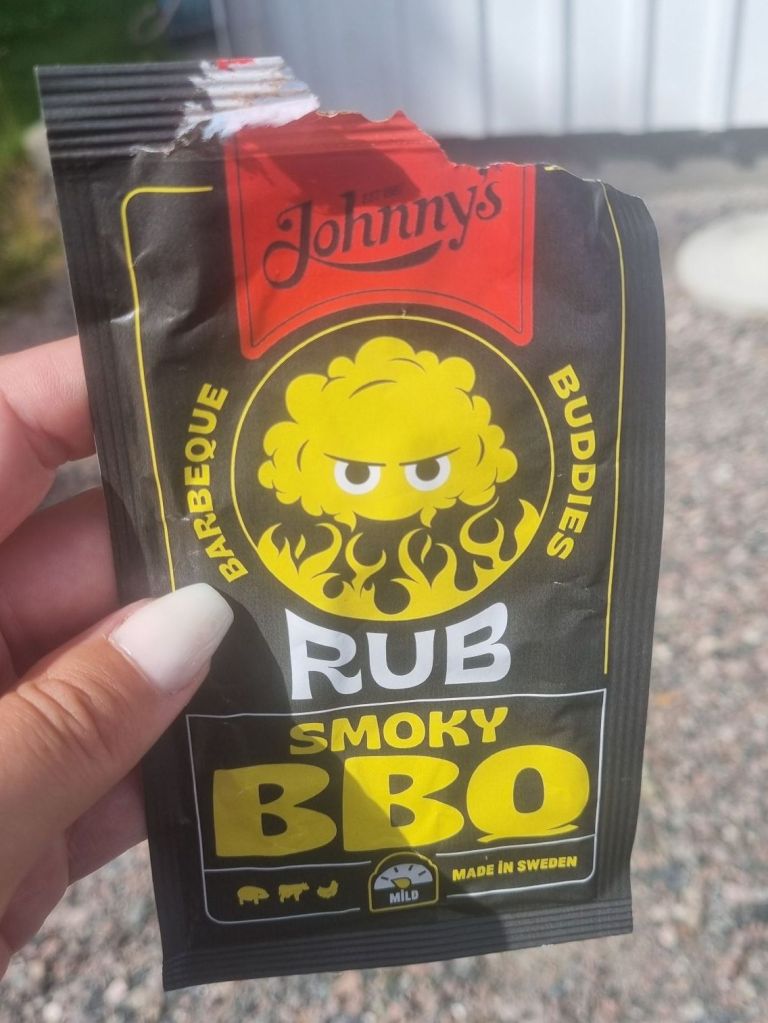 Johnny's
BARBEQUE
BUDDIES
RUB
SMOKY
BBQ
MILD
MADE IN SWEDEN